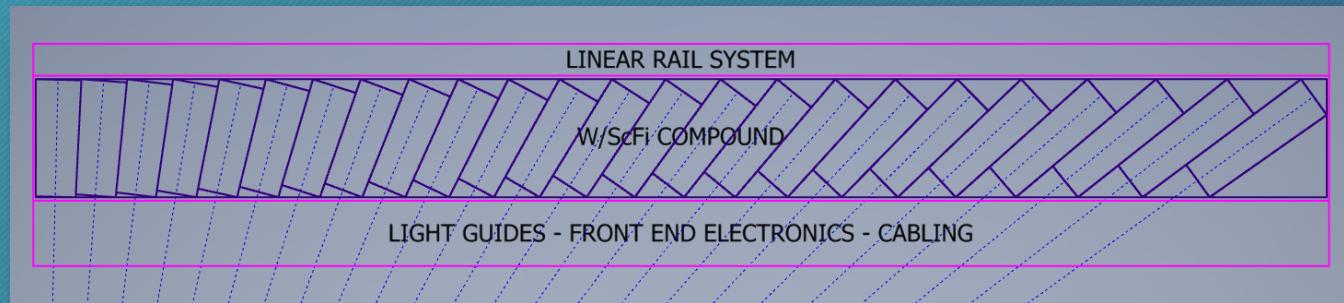 LINEAR RAIL SYSTEM
W/ScFi COMPOUND
LIGHT GUIDES - FRONT END ELECTRONICS - CABLING